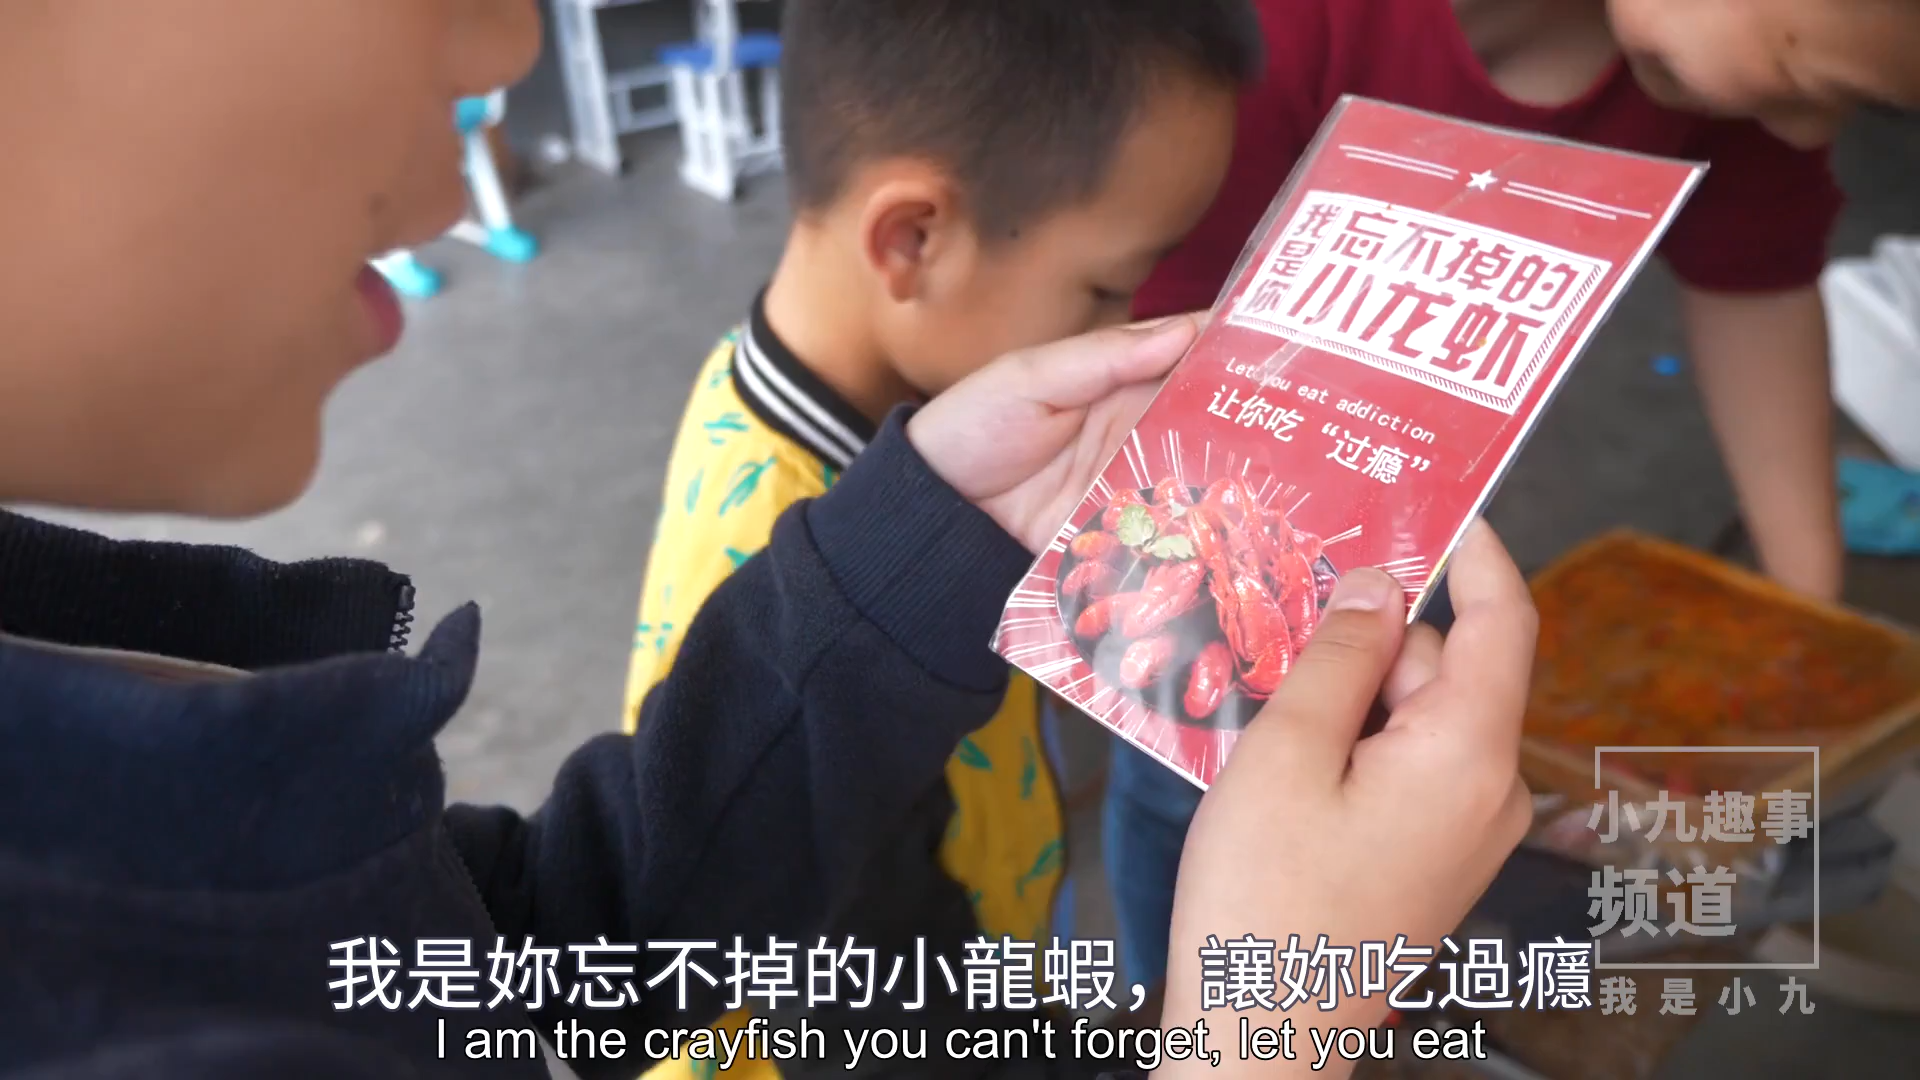 我是你
忘不掉的
小龙虾
Let you eat addiction
让你吃“过瘾”
小九趣事
频道
我是小九
我是妳忘不掉的小龍蝦，讓妳吃過癮
I am the crayfish you can't forget, let you eat